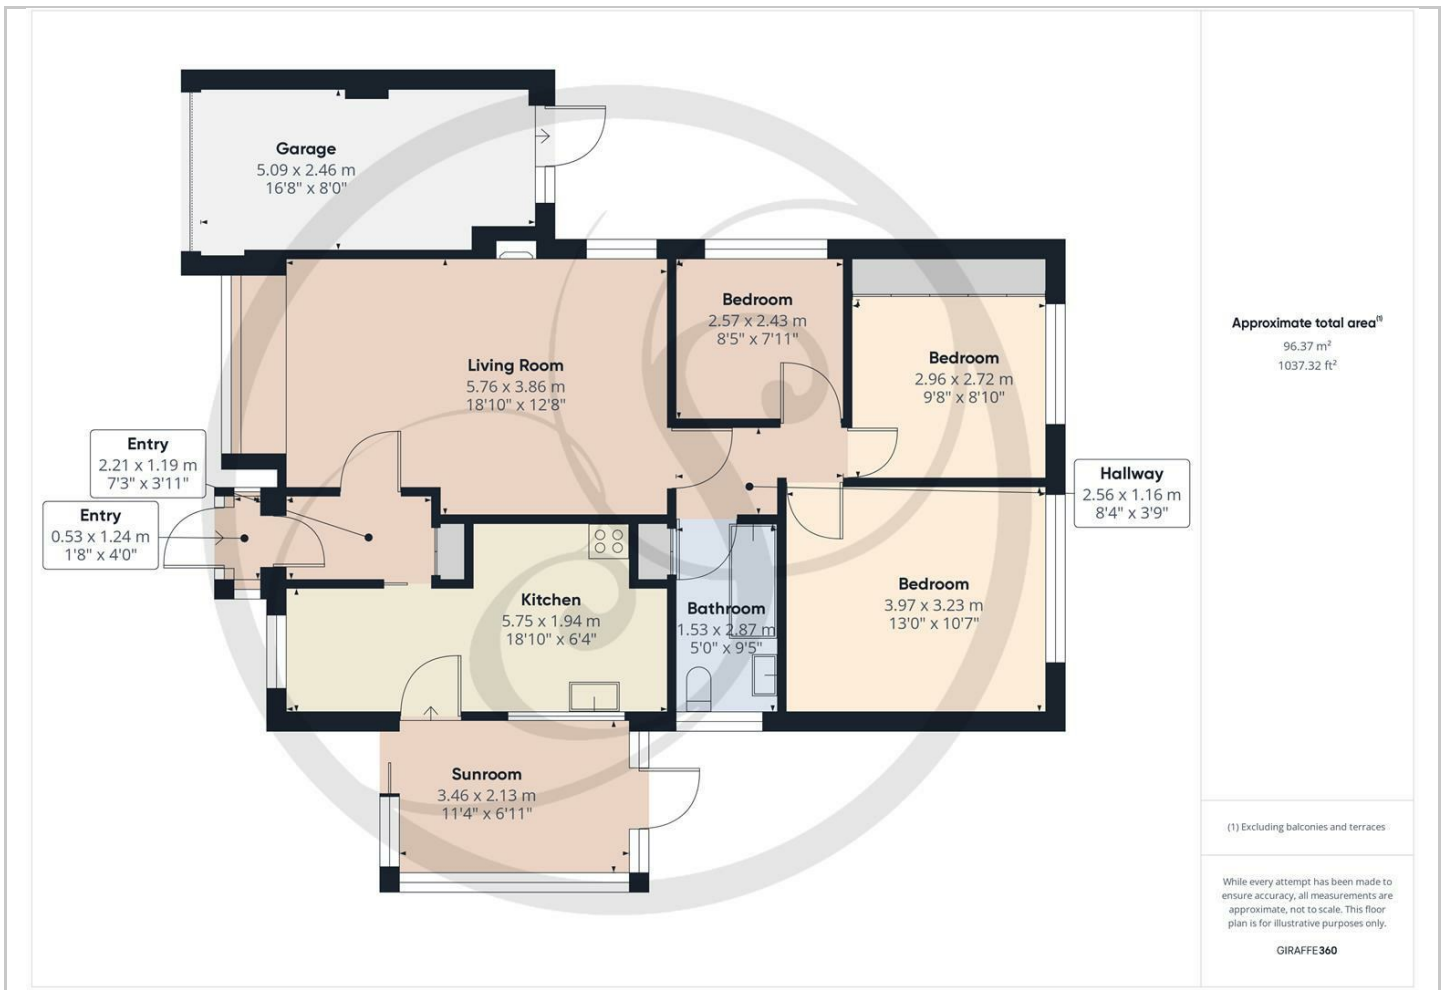 Garage
5.09 x 2.46 m
16'8" x 8'0"
Living Room
5.76 x 3.86 m
18'10" x 12'8"
Bedroom
2.57 x 2.43 m
8'5" x 7'11"
Bedroom
2.96 x 2.72 m
9'8" x 8'10"
Entry
2.21 x 1.19 m
7'3" x 3'11"
Entry
0.53 x 1.24 m
1'8" x 4'0"
Hallway
2.56 x 1.16 m
8'4" x 3'9"
Kitchen
5.75 x 1.94 m
18'10" x 6'4"
Bathroom
1.53 x 2.87 m
5'0" x 9'5"
Bedroom
3.97 x 3.23 m
13'0" x 10'7"
Sunroom
3.46 x 2.13 m
11'4" x 6'11"
Approximate total area(1)
96.37 m²
1037.32 ft²
(1) Excluding balconies and terraces
While every attempt has been made to
ensure accuracy, all measurements are
approximate, not to scale. This floor
plan is for illustrative purposes only.
GIRAFFE360